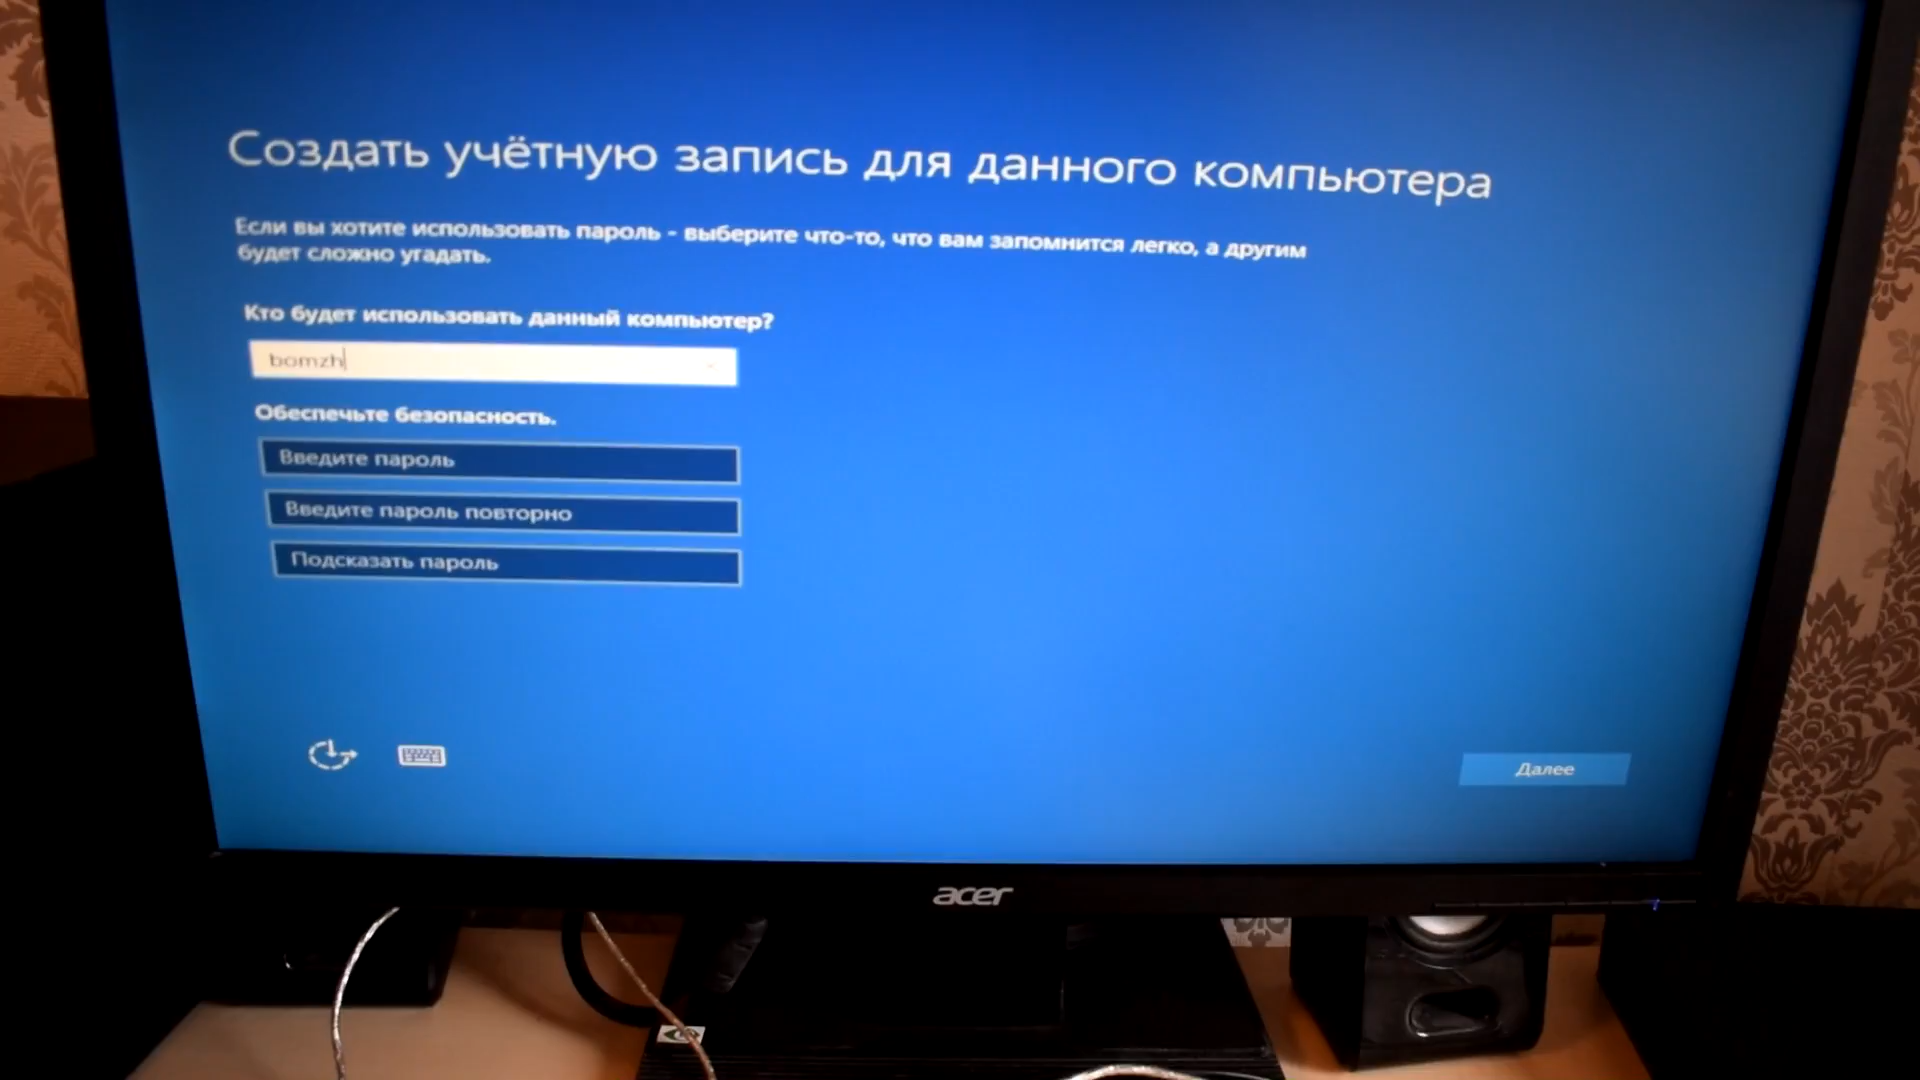 Создать учётную запись для данного компьютера
Если вы хотите использовать пароль - выберите что-то, что вам запомнится легко, а другим
будет сложно угадать.
Кто будет использовать данный компьютер?
bomzh
Обеспечьте безопасность.
Введите пароль
Введите пароль повторно
Подсказать пароль
Далее
acer